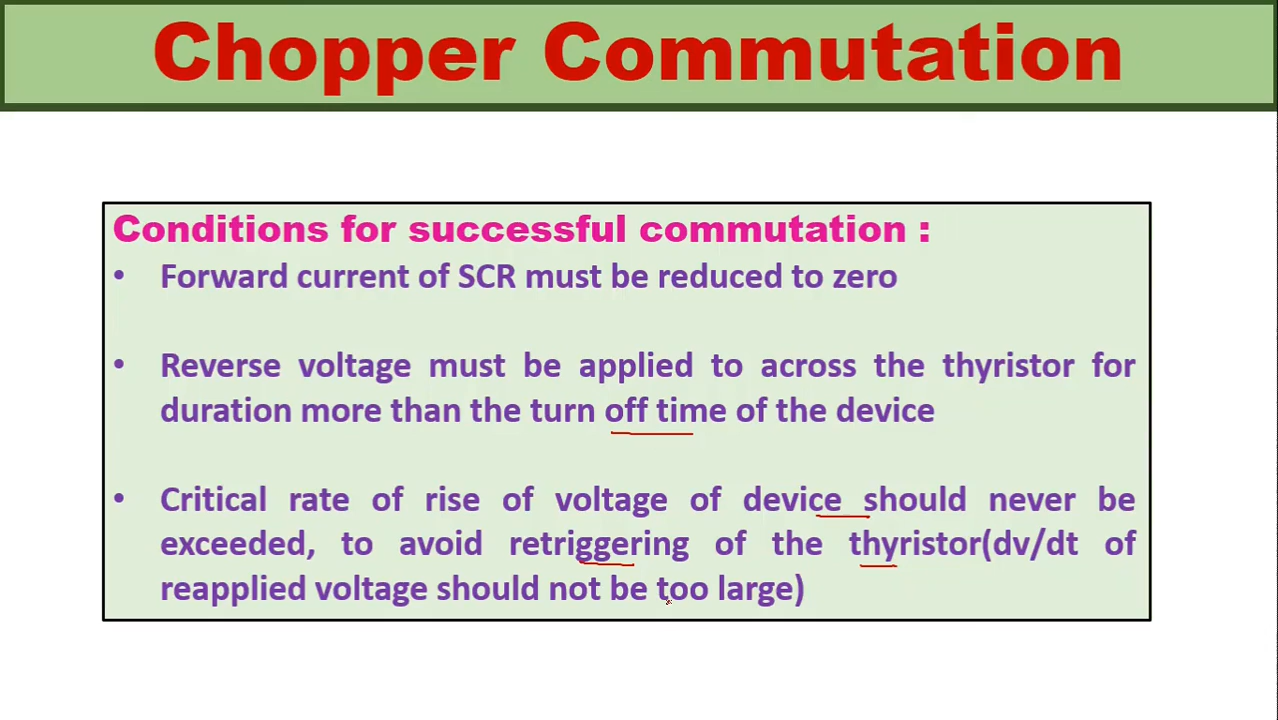 Chopper Commutation
Conditions for successful commutation :
• Forward current of SCR must be reduced to zero
• Reverse voltage must be applied to across the thyristor for
duration more than the turn off time of the device
• Critical rate of rise of voltage of device should never be
exceeded, to avoid retriggering of the thyristor(dv/dt of
reapplied voltage should not be too large)